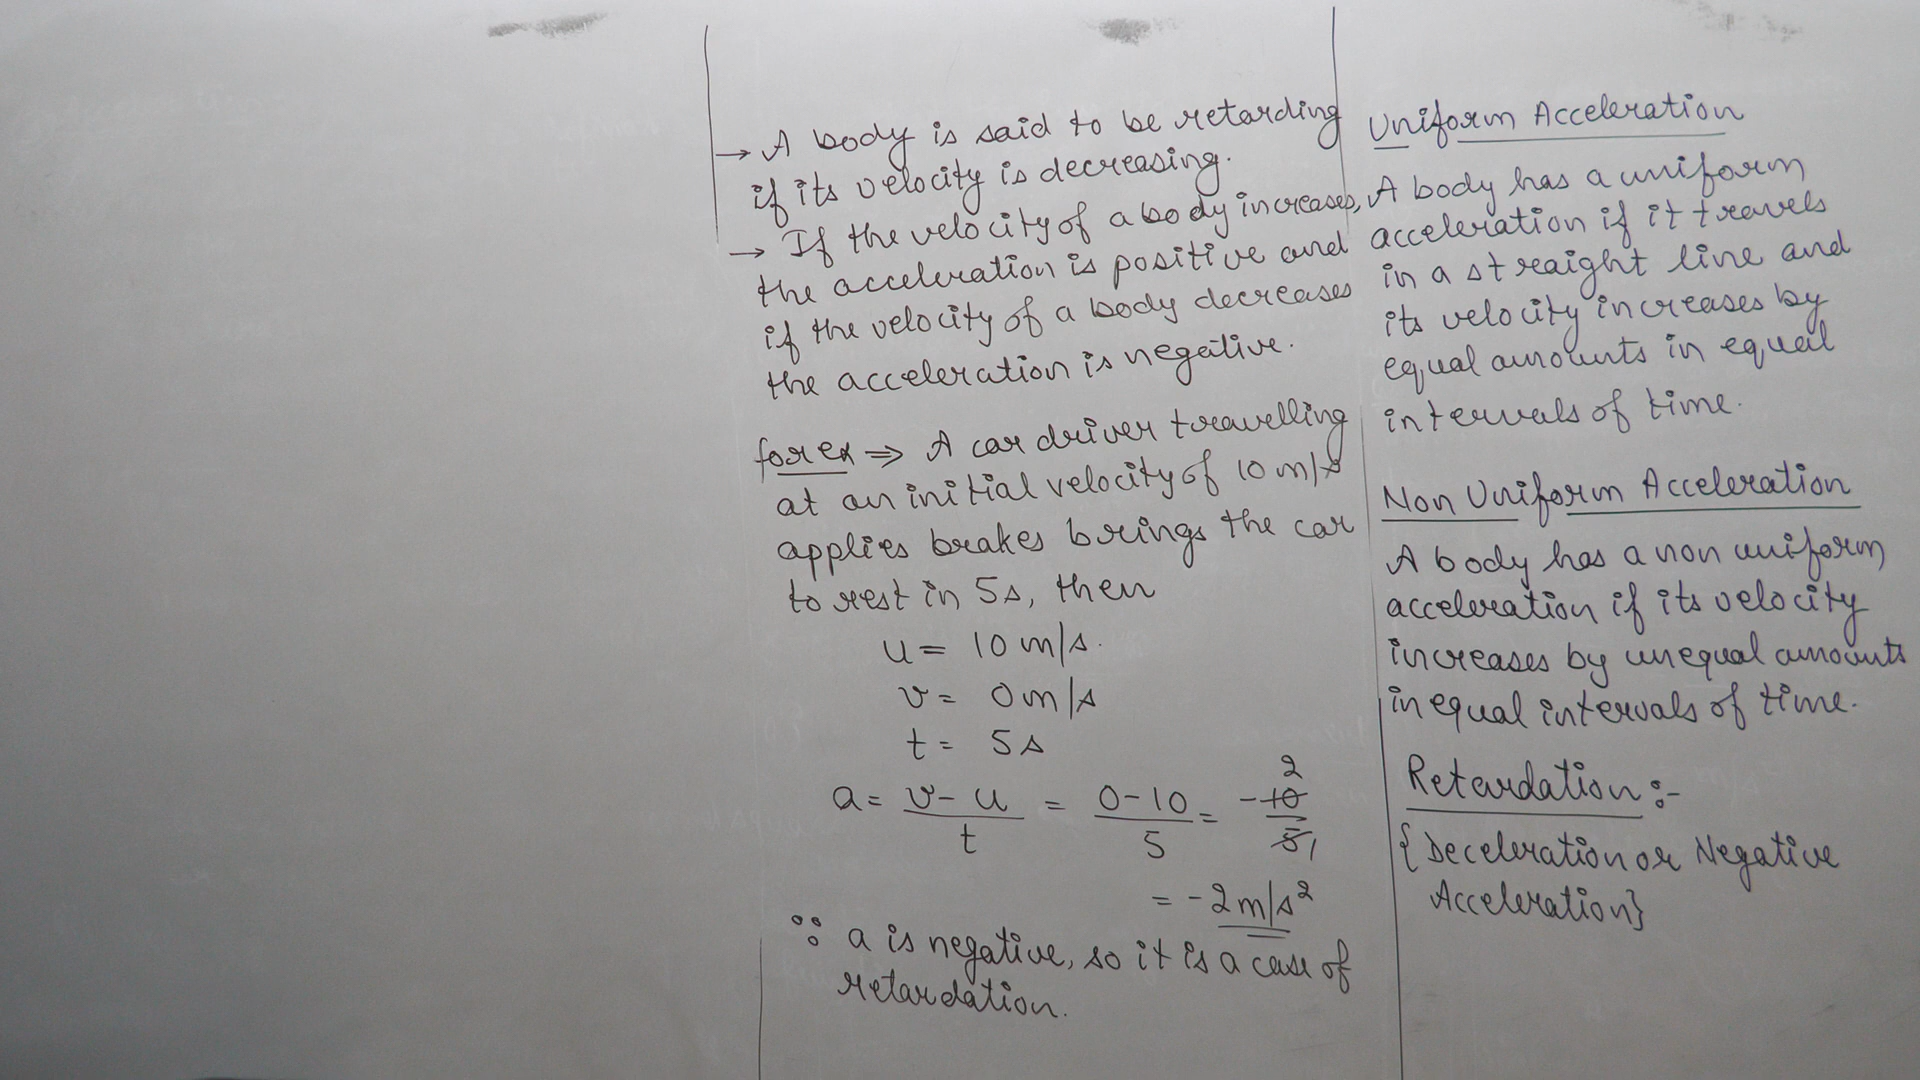 → A body is said to be retarding
if its velocity is decreasing.
→ If the velocity of a body increases,
the acceleration is positive and
if the velocity of a body decreases
the acceleration is negative.
for ex ⇒ A car driver travelling
at an initial velocity of 10 m/s
applies brakes brings the car
to rest in 5s, then
u = 10 m/s.
v = 0 m/s
t = 5s
a = v - u / t = 0 - 10 / 5 = - 10 2 / 5 1
= -2 m/s²
∵ a is negative, so it is a case of
retardation.
Uniform Acceleration
A body has a uniform
acceleration if it travels
in a straight line and
its velocity increases by
equal amounts in equal
intervals of time.
Non Uniform Acceleration
A body has a non uniform
acceleration if its velocity
increases by unequal amounts
in equal intervals of time.
Retardation :-
{Deceleration or Negative
Acceleration}